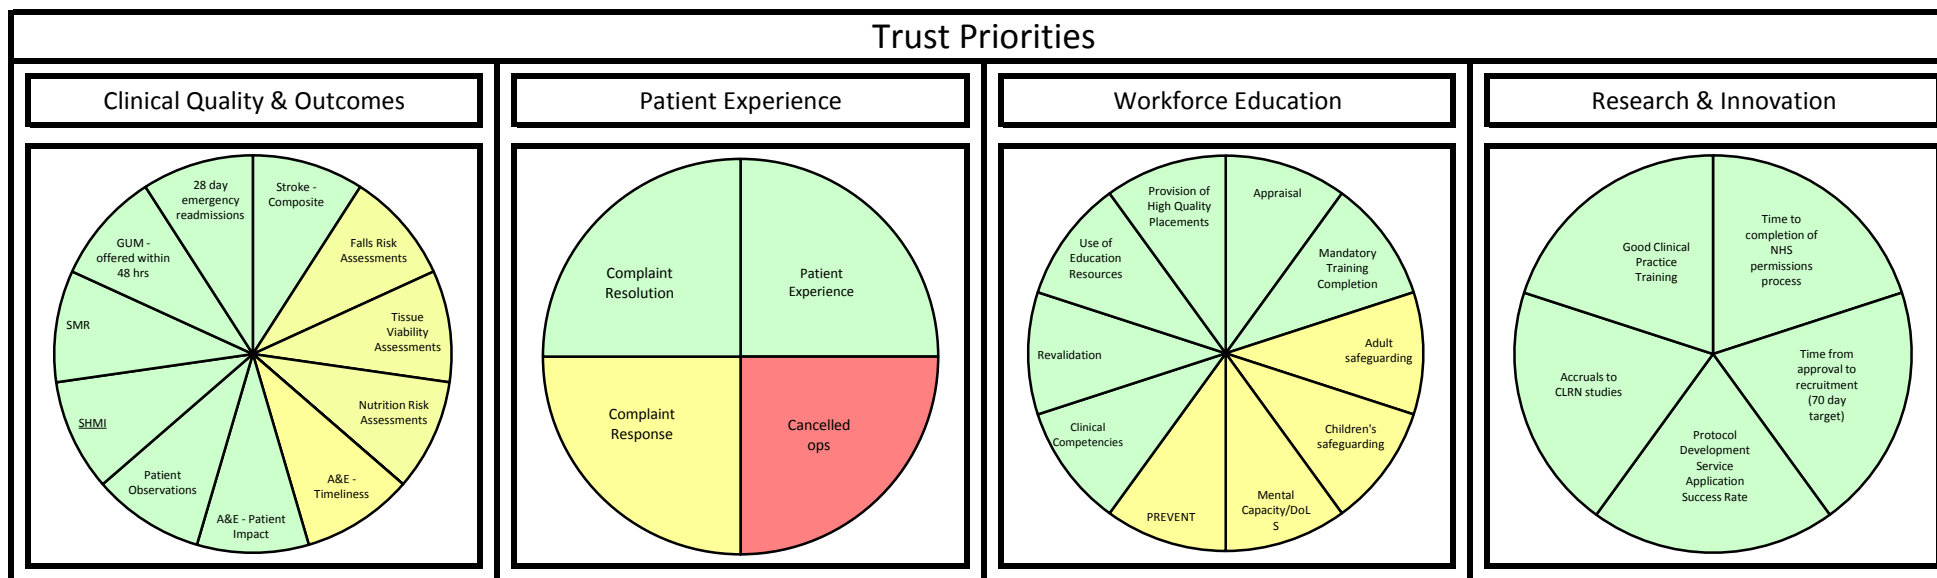 Trust Priorities
Clinical Quality & Outcomes
Patient Experience
Workforce Education
Research & Innovation
28 day
emergency
readmissions
Stroke -
Composite
Falls Risk
Assessments
Tissue
Viability
Assessments
Nutrition Risk
Assessments
A&E -
Timeliness
A&E - Patient
Impact
Patient
Observations
SHMI
SMR
GUM -
offered within
48 hrs
Complaint
Resolution
Patient
Experience
Complaint
Response
Cancelled
ops
Provision of
High Quality
Placements
Appraisal
Mandatory
Training
Completion
Adult
safeguarding
Children's
safeguarding
Mental
Capacity/DoL
S
PREVENT
Clinical
Competencies
Revalidation
Use of
Education
Resources
Good Clinical
Practice
Training
Time to
completion of
NHS
permissions
process
Time from
approval to
recruitment
(70 day
target)
Protocol
Development
Service
Application
Success Rate
Accruals to
CLRN studies